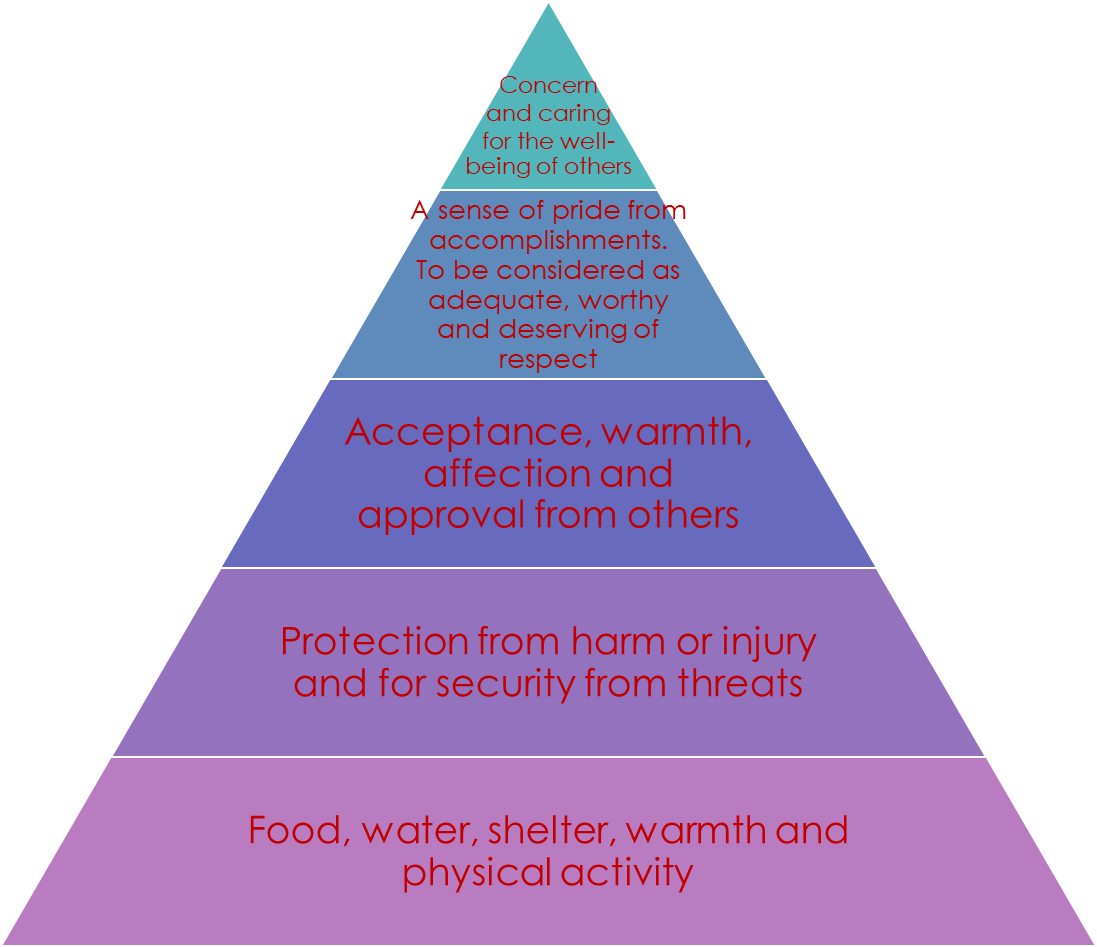 Concern
and caring
for the well-
being of others
A sense of pride from
accomplishments.
To be considered as
adequate, worthy
and deserving of
respect
Acceptance, warmth,
affection and
approval from others
Protection from harm or injury
and for security from threats
Food, water, shelter, warmth and
physical activity